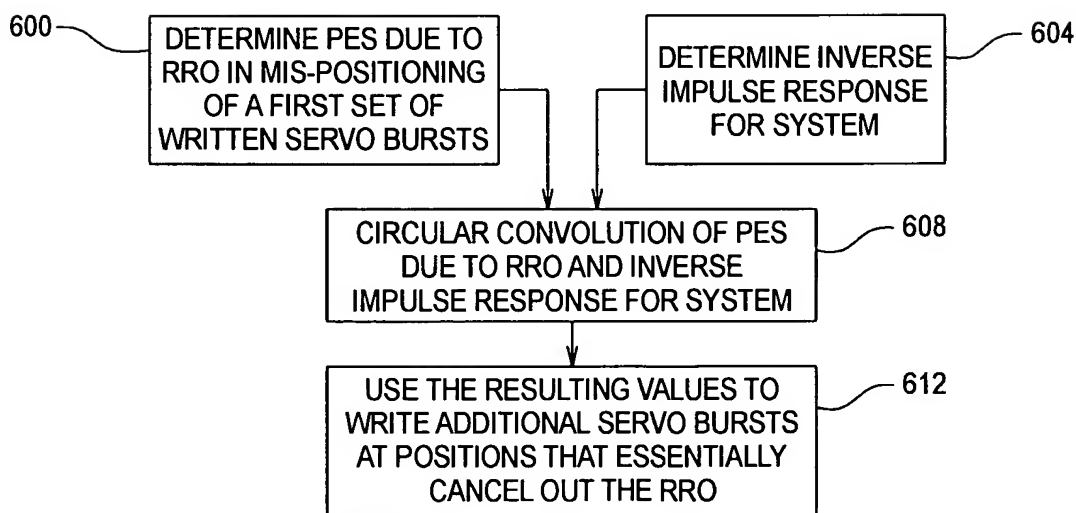 600
DETERMINE PES DUE TO
RRO IN MIS-POSITIONING
OF A FIRST SET OF
WRITTEN SERVO BURSTS
604
DETERMINE INVERSE
IMPULSE RESPONSE
FOR SYSTEM
608
CIRCULAR CONVOLUTION OF PES
DUE TO RRO AND INVERSE
IMPULSE RESPONSE FOR SYSTEM
612
USE THE RESULTING VALUES TO
WRITE ADDITIONAL SERVO BURSTS
AT POSITIONS THAT ESSENTIALLY
CANCEL OUT THE RRO